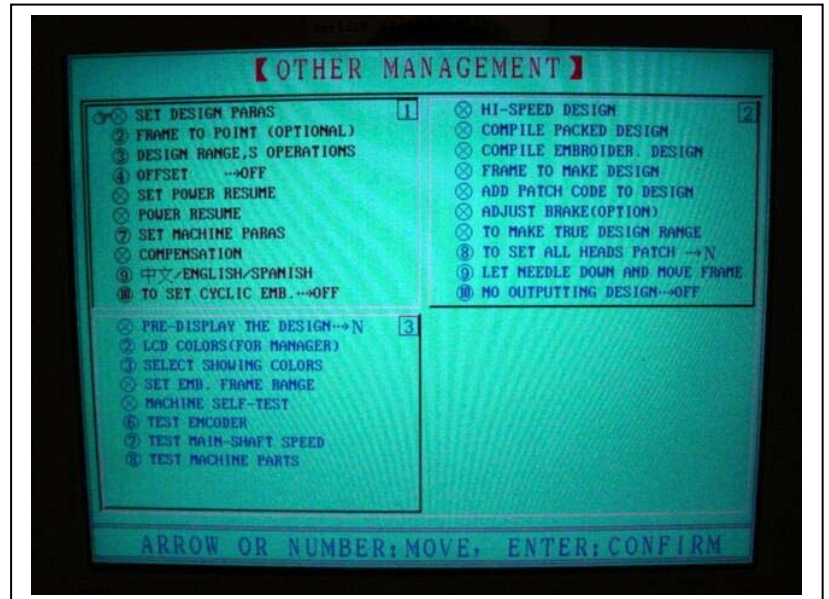 【OTHER MANAGEMENT】
1
⊗ SET DESIGN PARAS
② FRAME TO POINT (OPTIONAL)
③ DESIGN RANGE,S OPERATIONS
④ OFFSET ┄→OFF
⊗ SET POWER RESUME
⊗ POWER RESUME
⑦ SET MACHINE PARAS
⊗ COMPENSATION
⑨ 中文/ENGLISH/SPANISH
⑩ TO SET CYCLIC EMB.┄→OFF
2
⊗ HI-SPEED DESIGN
⊗ COMPILE PACKED DESIGN
⊗ COMPILE EMBROIDER. DESIGN
⊗ FRAME TO MAKE DESIGN
⊗ ADD PATCH CODE TO DESIGN
⊗ ADJUST BRAKE(OPTION)
⊗ TO MAKE TRUE DESIGN RANGE
⑧ TO SET ALL HEADS PATCH ┄→N
⑨ LET NEEDLE DOWN AND MOVE FRAME
⑩ NO OUTPUTTING DESIGN┄→OFF
3
⊗ PRE-DISPLAY THE DESIGN┄→N
② LCD COLORS(FOR MANAGER)
③ SELECT SHOWING COLORS
⊗ SET EMB. FRAME RANGE
⊗ MACHINE SELF-TEST
⑥ TEST ENCODER
⑦ TEST MAIN-SHAFT SPEED
⑧ TEST MACHINE PARTS
ARROW OR NUMBER:MOVE, ENTER:CONFIRM